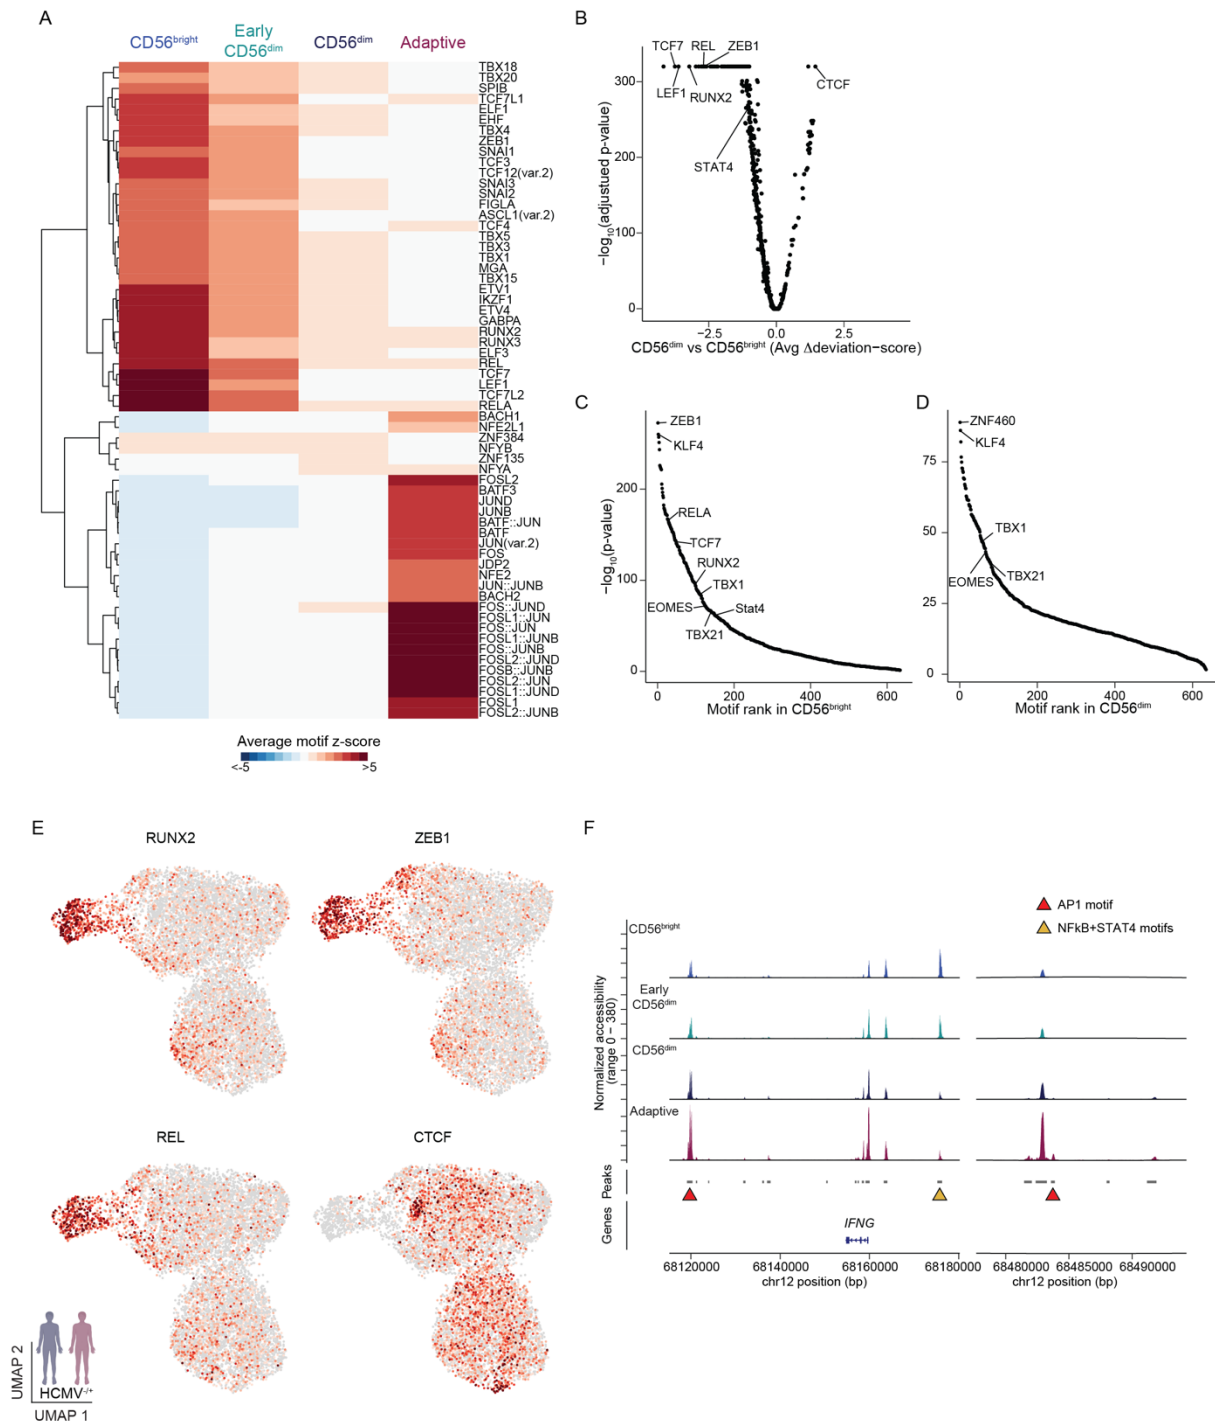 A
CD56bright
Early
CD56dim
CD56dim
Adaptive
TBX18
TBX20
SPIB
TCF7L1
ELF1
EHF
TBX4
ZEB1
SNAI1
TCF3
TCF12(var.2)
SNAI3
SNAI2
FIGLA
ASCL1(var.2)
TCF4
TBX5
TBX3
TBX1
MGA
TBX15
ETV1
IKZF1
ETV4
GABPA
RUNX2
RUNX3
ELF3
REL
TCF7
LEF1
TCF7L2
RELA
BACH1
NFE2L1
ZNF384
NFYB
ZNF135
NFYA
FOSL2
BATF3
JUND
JUNB
BATF::JUN
BATF
JUN(var.2)
FOS
JDP2
NFE2
JUN::JUNB
BACH2
FOS::JUND
FOSL1::JUN
FOS::JUN
FOSL1::JUNB
FOS::JUNB
FOSL2::JUND
FOSB::JUNB
FOSL2::JUN
FOSL1::JUND
FOSL1
FOSL2::JUNB
Average motif z-score
<-5 >5
B
TCF7 REL ZEB1
LEF1 RUNX2 CTCF
STAT4
300
200
100
0
−log10(adjustued p-value)
−2.5 0.0 2.5
CD56dim vs CD56bright (Avg Δdeviation−score)
C
ZEB1
KLF4
RELA
TCF7
RUNX2
TBX1
EOMES Stat4
TBX21
200
100
0
−log10(p-value)
0 200 400 600
Motif rank in CD56bright
D
ZNF460
KLF4
TBX1
EOMES TBX21
75
50
25
0
0 200 400 600
Motif rank in CD56dim
E
RUNX2 ZEB1
REL CTCF
UMAP 2
HCMV-/+
UMAP 1
F
AP1 motif
NFkB+STAT4 motifs
CD56bright
Early
CD56dim
CD56dim
Adaptive
Normalized accessibility
(range 0 − 380)
Peaks
Genes
IFNG
68120000 68140000 68160000 68180000 68480000 68485000 68490000
chr12 position (bp) chr12 position (bp)